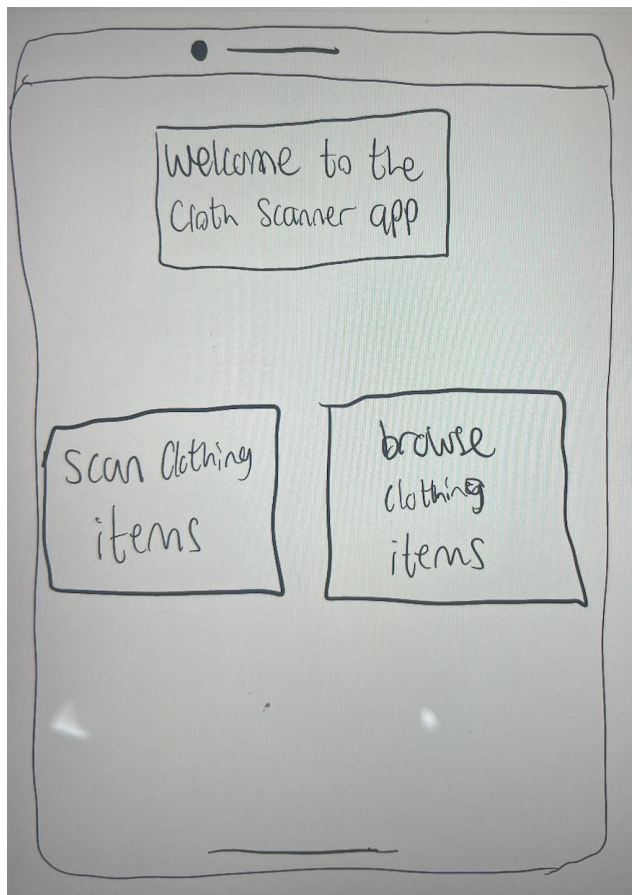 Welcome to the
Cloth Scanner app
Scan Clothing
items
browse
clothing
items